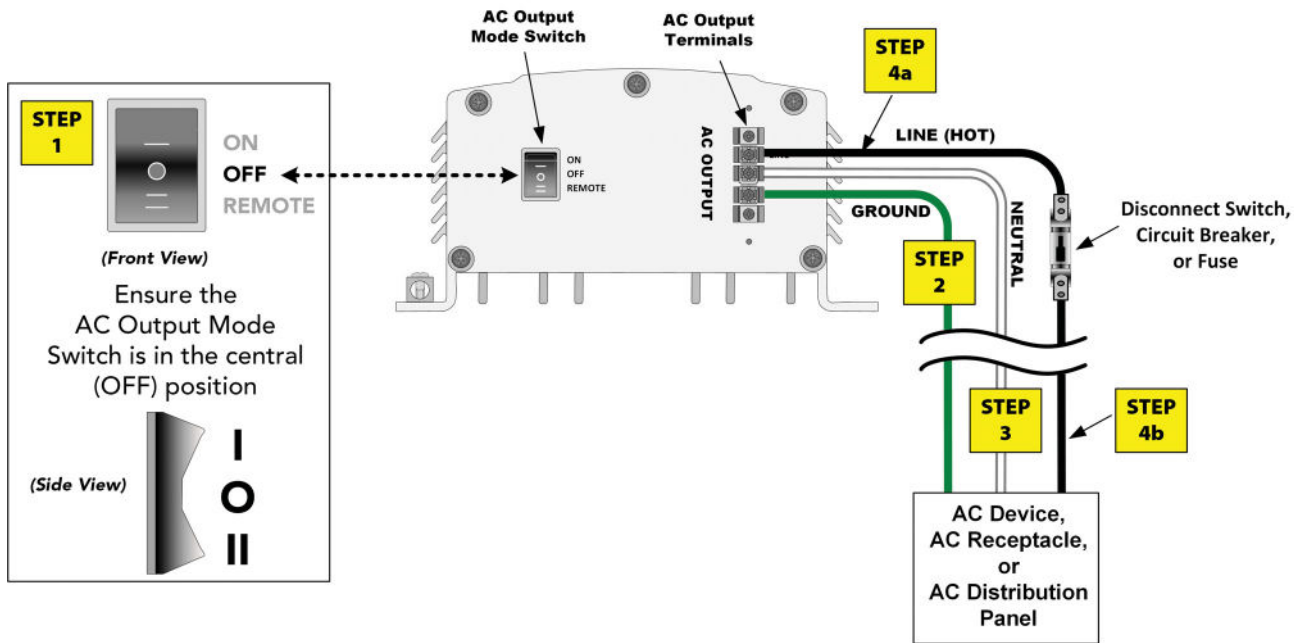 AC Output
Mode Switch
AC Output
Terminals
STEP
4a
STEP
1
ON
OFF
REMOTE
(Front View)
Ensure the
AC Output Mode
Switch is in the central
(OFF) position
(Side View)
I
O
II
ON
OFF
REMOTE
AC OUTPUT
LINE (HOT)
GROUND
NEUTRAL
Disconnect Switch,
Circuit Breaker,
or Fuse
STEP
2
STEP
3
STEP
4b
AC Device,
AC Receptacle,
or
AC Distribution
Panel